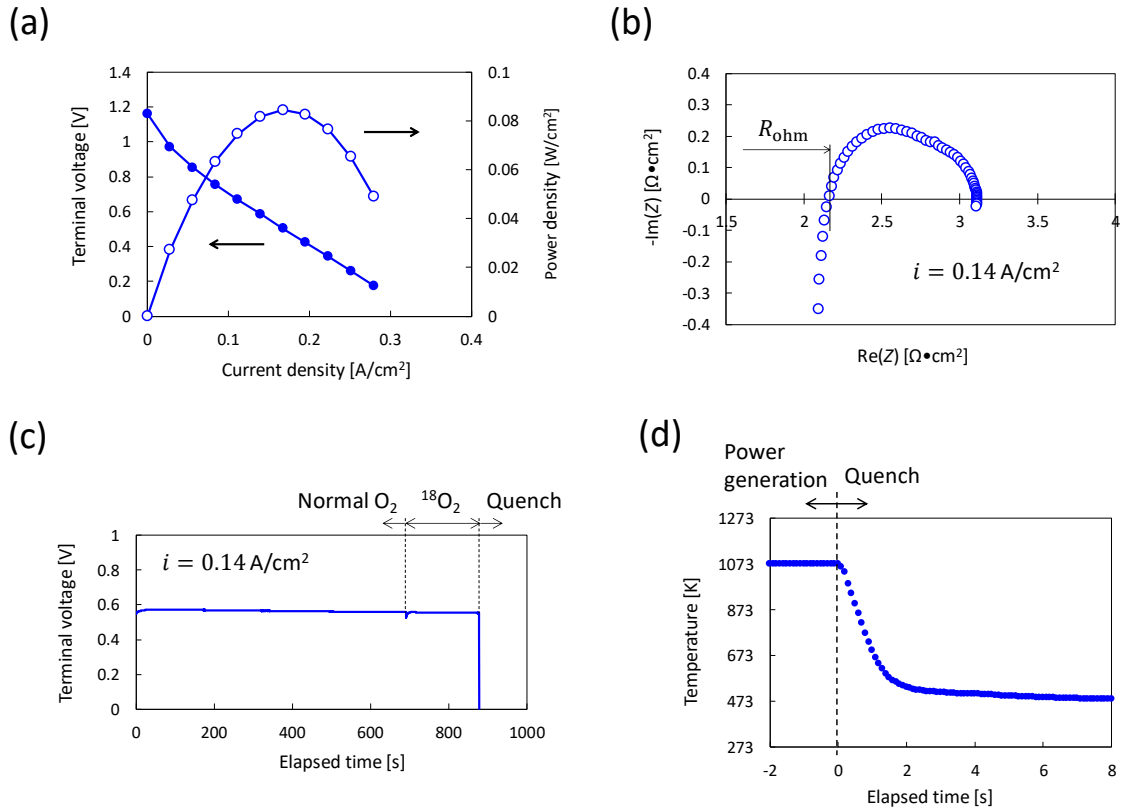 (a)
1.4
1.2
1
0.8
0.6
0.4
0.2
0
Terminal voltage [V]
0.1
0.08
0.06
0.04
0.02
0
Power density [W/cm²]
0 0.1 0.2 0.3 0.4
Current density [A/cm²]
(b)
0.4
0.3
0.2
0.1
0
-0.1
-0.2
-0.3
-0.4
-Im(Z) [Ω•cm²]
R_ohm
1.5 2 2.5 3 3.5 4
i = 0.14 A/cm²
Re(Z) [Ω•cm²]
(c)
Normal O₂ ¹⁸O₂ Quench
1
0.8
0.6
0.4
0.2
0
Terminal voltage [V]
i = 0.14 A/cm²
0 200 400 600 800 1000
Elapsed time [s]
(d)
Power
generation Quench
1273
1073
873
673
473
273
Temperature [K]
-2 0 2 4 6 8
Elapsed time [s]